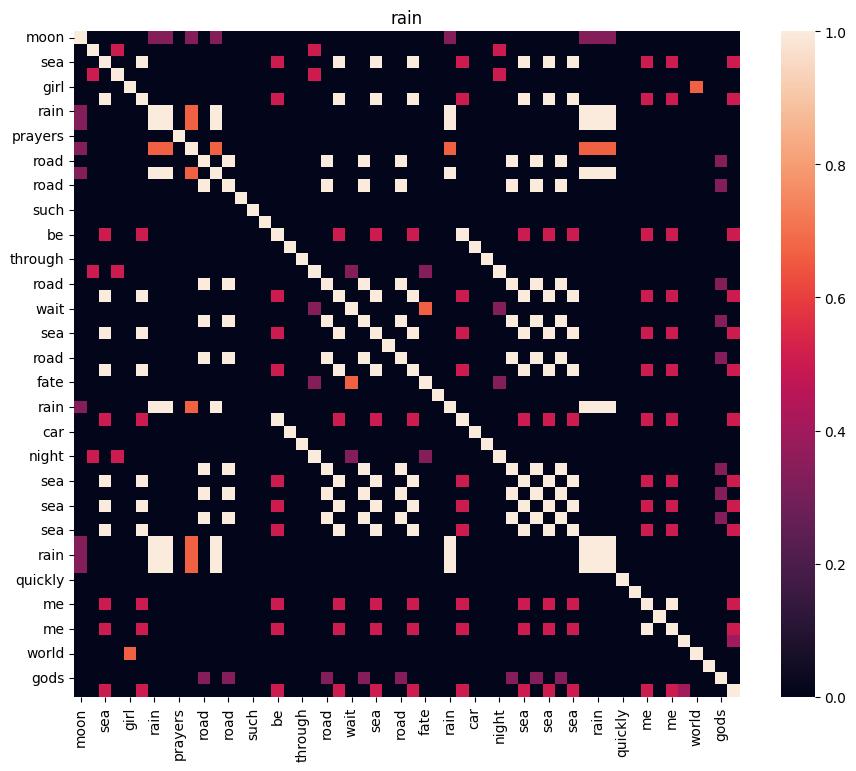 rain
moon
sea
girl
rain
prayers
road
road
such
be
through
road
wait
sea
road
fate
rain
car
night
sea
sea
sea
rain
quickly
me
me
world
gods
moon
sea
girl
rain
prayers
road
road
such
be
through
road
wait
sea
road
fate
rain
car
night
sea
sea
sea
rain
quickly
me
me
world
gods
1.0
0.8
0.6
0.4
0.2
0.0